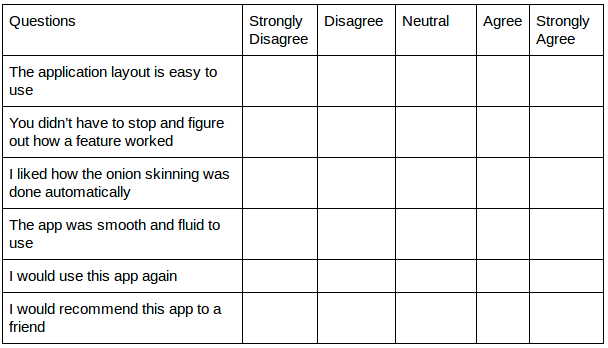 Questions Strongly Disagree Neutral Agree Strongly
Disagree Agree
The application layout is easy to
use
You didn't have to stop and figure
out how a feature worked
I liked how the onion skinning was
done automatically
The app was smooth and fluid to
use
I would use this app again
I would recommend this app to a
friend